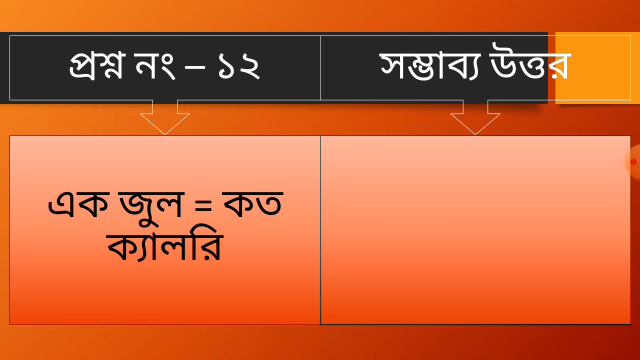 প্রশ্ন নং – ১২
সম্ভাব্য উত্তর
এক জুল = কত
ক্যালরি